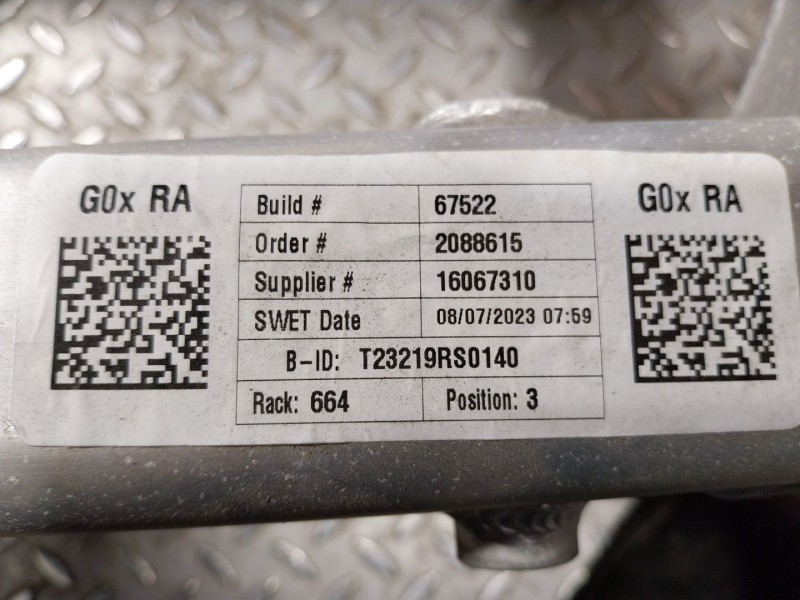 G0x RA
Build # 67522
G0x RA
Order # 2088615
Supplier # 16067310
SWET Date 08/07/2023 07:59
B-ID: T23219RS0140
Rack: 664 Position: 3